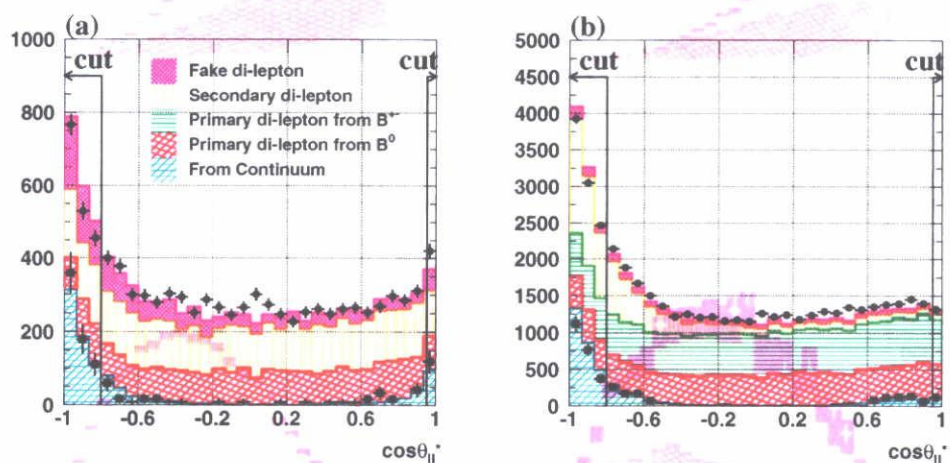 (a)
1000
800
600
400
200
0
cut
cut
Fake di-lepton
Secondary di-lepton
Primary di-lepton from B⁺⁻
Primary di-lepton from B⁰
From Continuum
-1 -0.6 -0.2 0.2 0.6 1
cosθₗₗ*
(b)
5000
4500
4000
3500
3000
2500
2000
1500
1000
500
0
cut
cut
-1 -0.6 -0.2 0.2 0.6 1
cosθₗₗ*